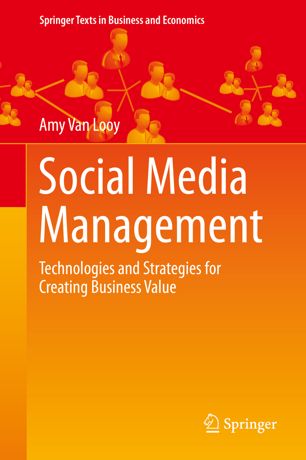 Springer Texts in Business and Economics
Amy Van Looy
Social Media
Management
Technologies and Strategies for
Creating Business Value
Springer